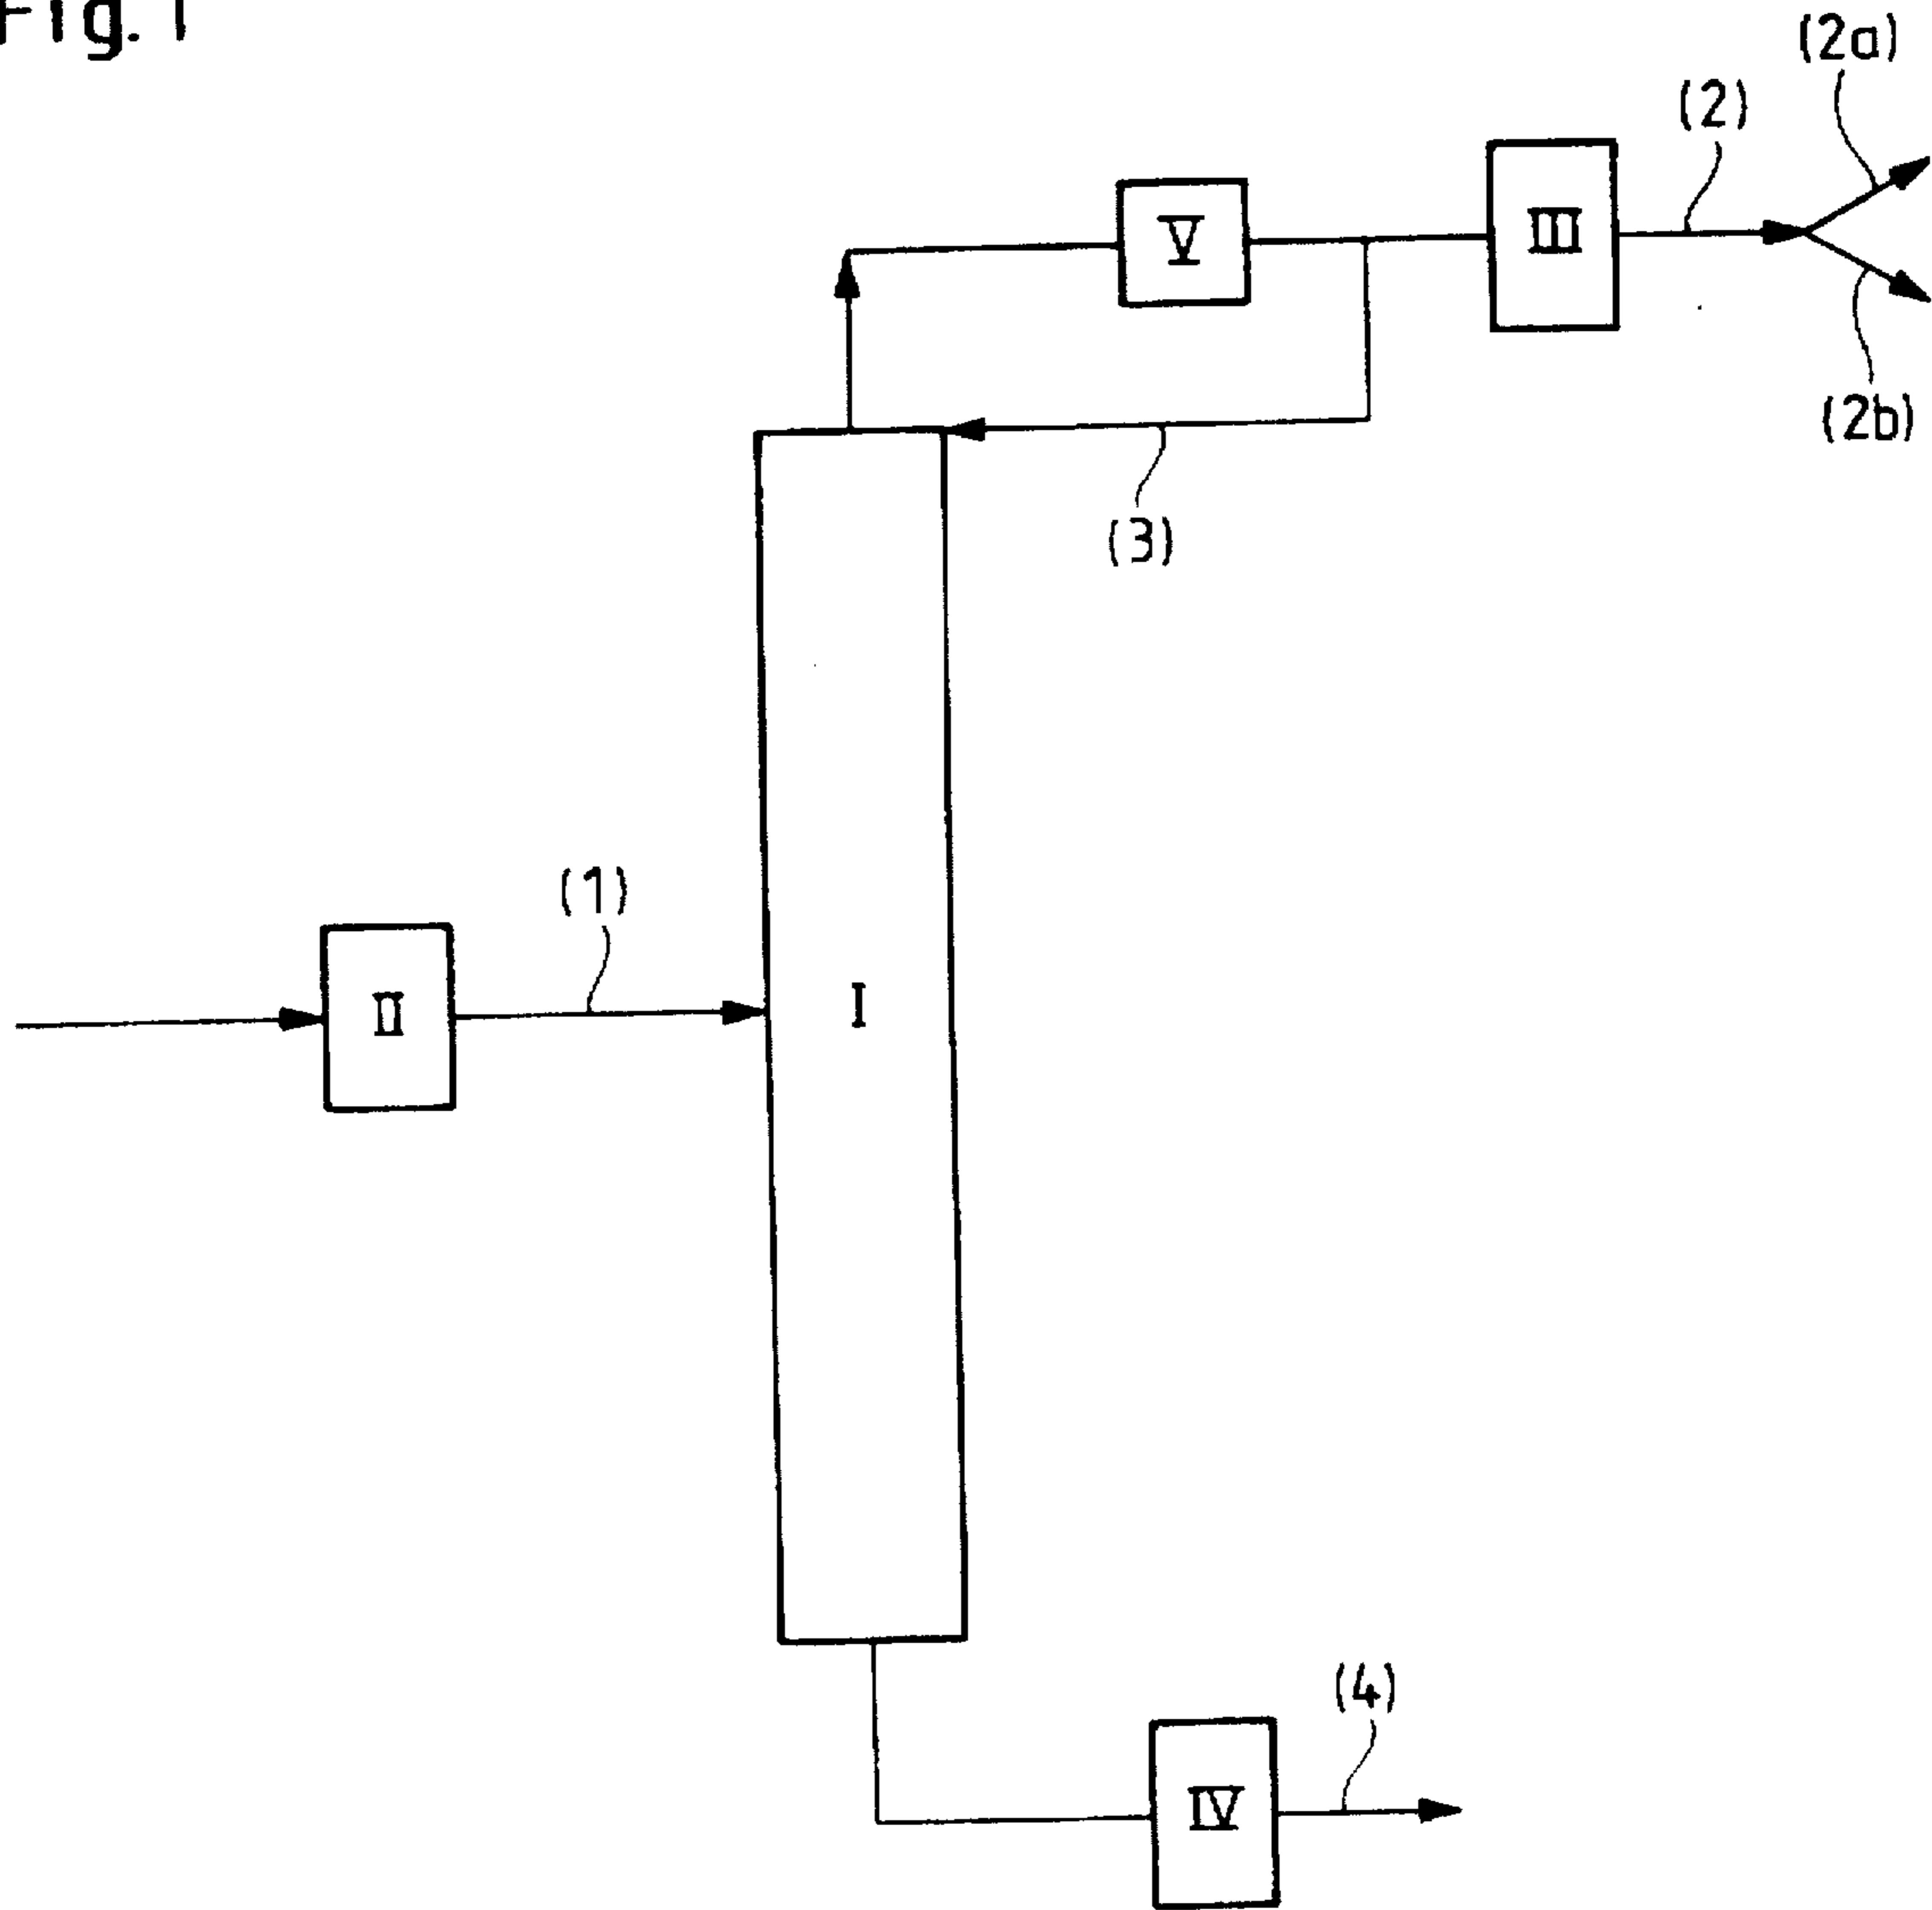 Fig. 1
(2a)
(2)
V
III
(2b)
(3)
(1)
II
I
(4)
IV